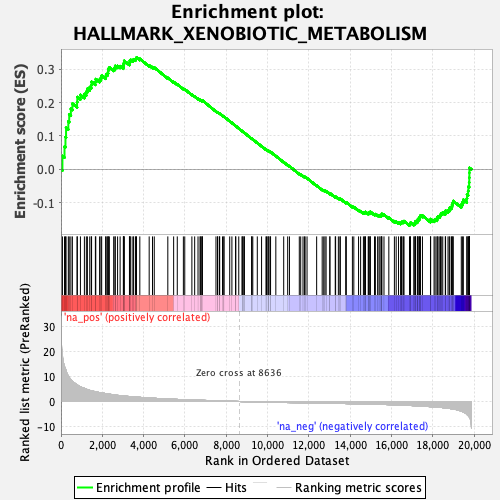 Enrichment plot:
HALLMARK_XENOBIOTIC_METABOLISM
Enrichment score (ES)
0.3
0.2
0.1
0.0
-0.1
'na_pos' (positively correlated)
Ranked list metric (PreRanked)
30
20
10
0
-10
Zero cross at 8636
'na_neg' (negatively correlated)
0
2,000
4,000
6,000
8,000
10,000
12,000
14,000
16,000
18,000
20,000
Rank in Ordered Dataset
Enrichment profile
Hits
Ranking metric scores